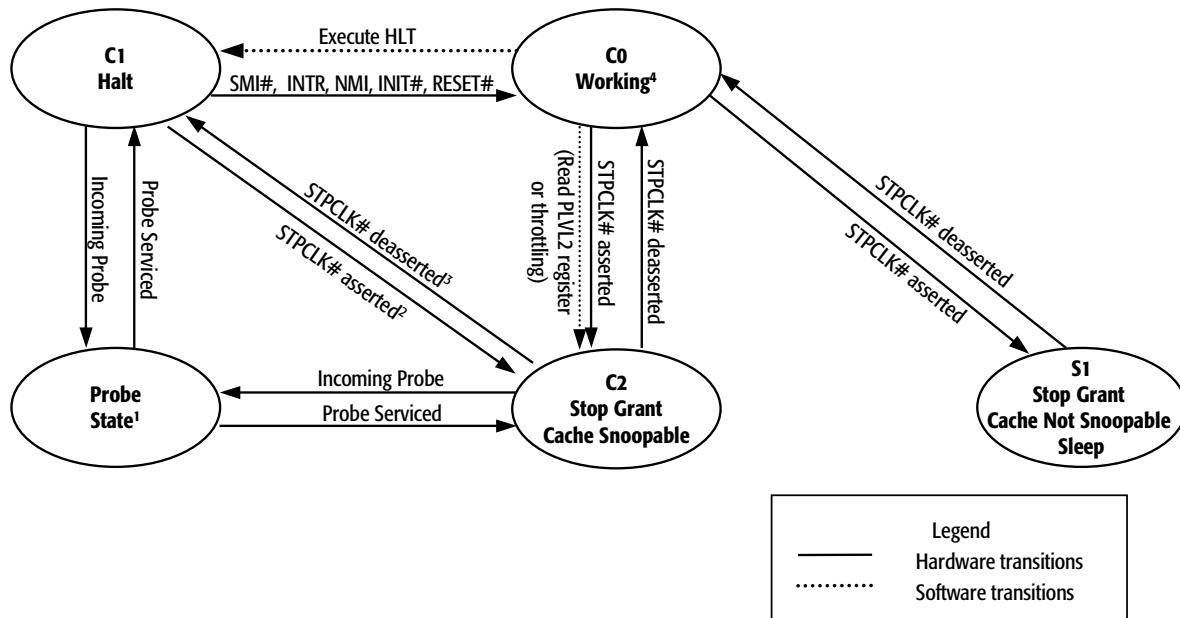 C1
Halt
Execute HLT
SMI#, INTR, NMI, INIT#, RESET#
C0
Working⁴
Incoming Probe
Probe Serviced
STPCLK# deasserted³
STPCLK# asserted²
(Read PLVL2 register
or throttling)
STPCLK# asserted
STPCLK# deasserted
STPCLK# deasserted
STPCLK# asserted
Probe
State¹
Incoming Probe
Probe Serviced
C2
Stop Grant
Cache Snoopable
S1
Stop Grant
Cache Not Snoopable
Sleep
Legend
Hardware transitions
Software transitions